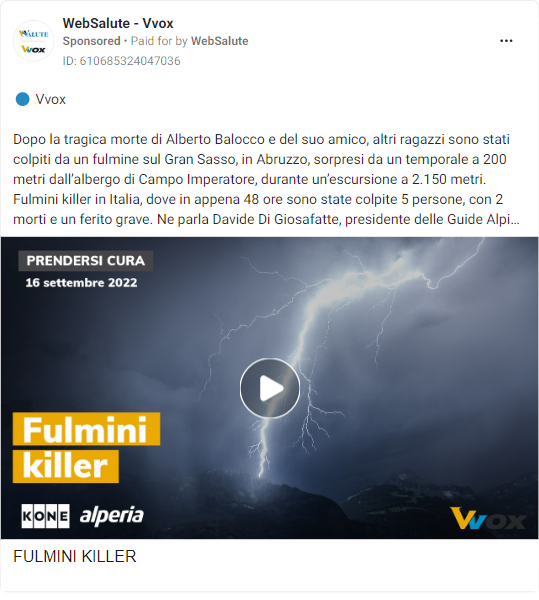 WebSalute - Vvox
Sponsored • Paid for by WebSalute
ID: 610685324047036
SALUTE
VVOX
Vvox
Dopo la tragica morte di Alberto Balocco e del suo amico, altri ragazzi sono stati
colpiti da un fulmine sul Gran Sasso, in Abruzzo, sorpresi da un temporale a 200
metri dall'albergo di Campo Imperatore, durante un'escursione a 2.150 metri.
Fulmini killer in Italia, dove in appena 48 ore sono state colpite 5 persone, con 2
morti e un ferito grave. Ne parla Davide Di Giosafatte, presidente delle Guide Alpi...
PRENDERSI CURA
16 settembre 2022
Fulmini
killer
KONE alperia
VVOX
FULMINI KILLER